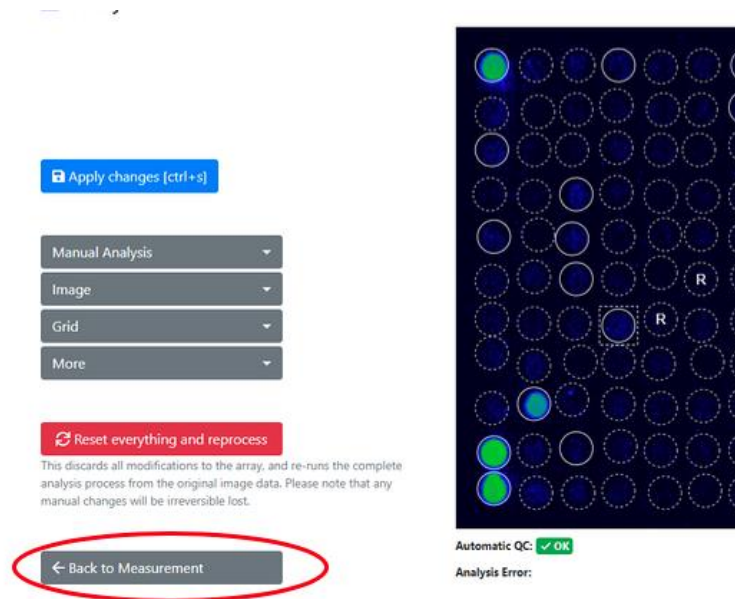 Apply changes [ctrl+s]
Manual Analysis
Image
Grid
More
Reset everything and reprocess
This discards all modifications to the array, and re-runs the complete
analysis process from the original image data. Please note that any
manual changes will be irreversible lost.
← Back to Measurement
R
R
Automatic QC: ✓ OK
Analysis Error: